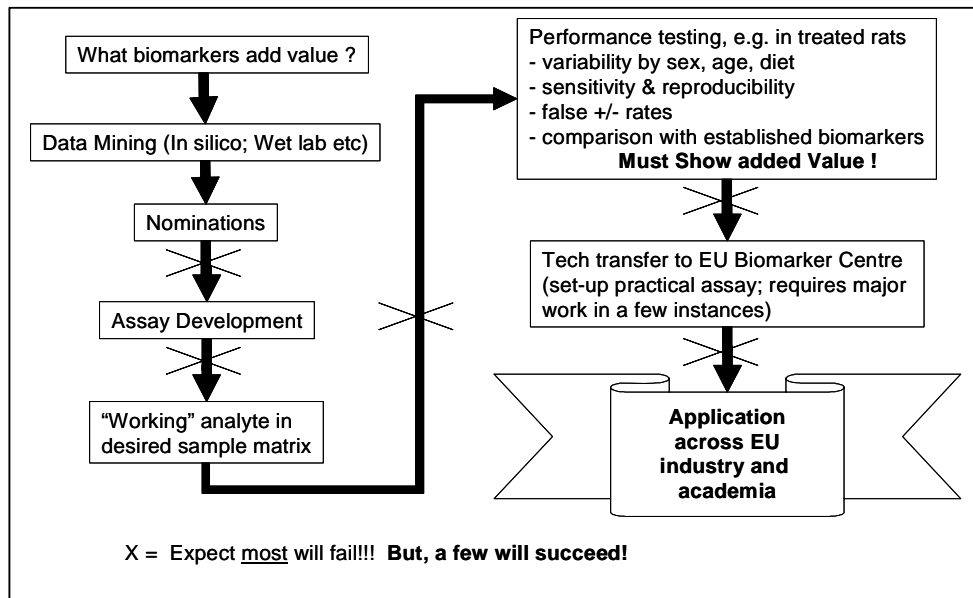 What biomarkers add value ?
Data Mining (In silico; Wet lab etc)
Nominations
Assay Development
“Working” analyte in
desired sample matrix
Performance testing, e.g. in treated rats
- variability by sex, age, diet
- sensitivity & reproducibility
- false +/- rates
- comparison with established biomarkers
Must Show added Value !
Tech transfer to EU Biomarker Centre
(set-up practical assay; requires major
work in a few instances)
Application
across EU
industry and
academia
X = Expect most will fail!!! But, a few will succeed!